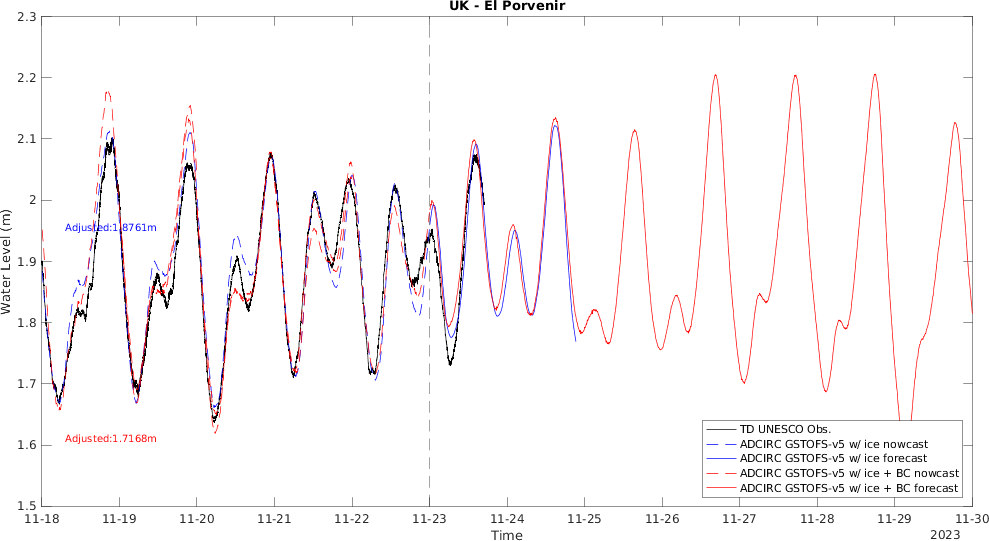 UK - El Porvenir
2.3
2.2
2.1
2
1.9
1.8
1.7
1.6
1.5
Water Level (m)
Adjusted:1.8761m
Adjusted:1.7168m
TD UNESCO Obs.
ADCIRC GSTOFS-v5 w/ ice nowcast
ADCIRC GSTOFS-v5 w/ ice forecast
ADCIRC GSTOFS-v5 w/ ice + BC nowcast
ADCIRC GSTOFS-v5 w/ ice + BC forecast
11-18 11-19 11-20 11-21 11-22 11-23 11-24 11-25 11-26 11-27 11-28 11-29 11-30
Time
2023